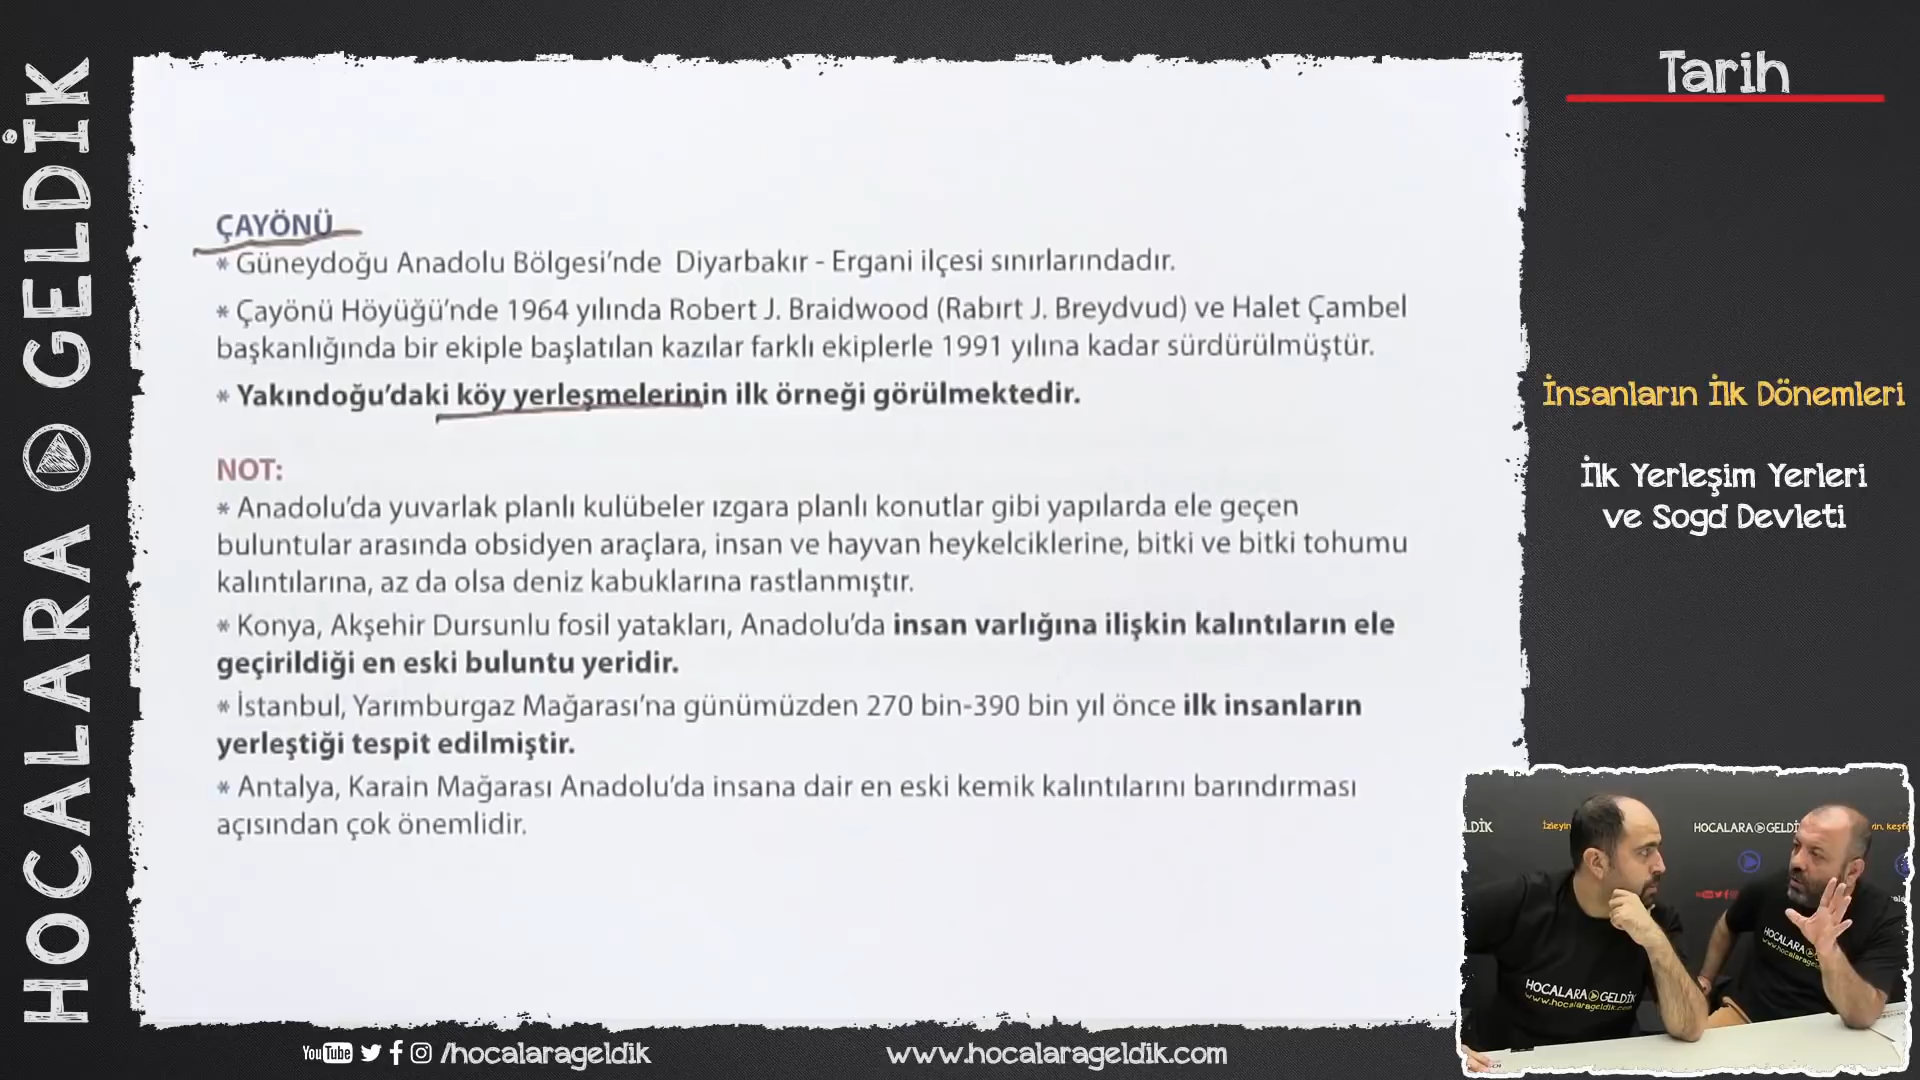 HOCALARA GELDİK
Tarih
ÇAYÖNÜ
* Güneydoğu Anadolu Bölgesi’nde Diyarbakır - Ergani ilçesi sınırlarındadır.
* Çayönü Höyüğü’nde 1964 yılında Robert J. Braidwood (Rabırt J. Breydvud) ve Halet Çambel
başkanlığında bir ekiple başlatılan kazılar farklı ekiplerle 1991 yılına kadar sürdürülmüştür.
* Yakındoğu’daki köy yerleşmelerinin ilk örneği görülmektedir.
NOT:
* Anadolu’da yuvarlak planlı kulübeler ızgara planlı konutlar gibi yapılarda ele geçen
buluntular arasında obsidyen araçlara, insan ve hayvan heykelciklerine, bitki ve bitki tohumu
kalıntılarına, az da olsa deniz kabuklarına rastlanmıştır.
* Konya, Akşehir Dursunlu fosil yatakları, Anadolu’da insan varlığına ilişkin kalıntıların ele
geçirildiği en eski buluntu yeridir.
* İstanbul, Yarımburgaz Mağarası’na günümüzden 270 bin-390 bin yıl önce ilk insanların
yerleştiği tespit edilmiştir.
* Antalya, Karain Mağarası Anadolu’da insana dair en eski kemik kalıntılarını barındırması
açısından çok önemlidir.
İnsanların İlk Dönemleri
İlk Yerleşim Yerleri
ve Sogd Devleti
LDİK
HOCALARA GELDİ
HOCALARA GELDİK
www.hocalarageldik.com
HOCALARA
YouTube /hocalarageldik
www.hocalarageldik.com